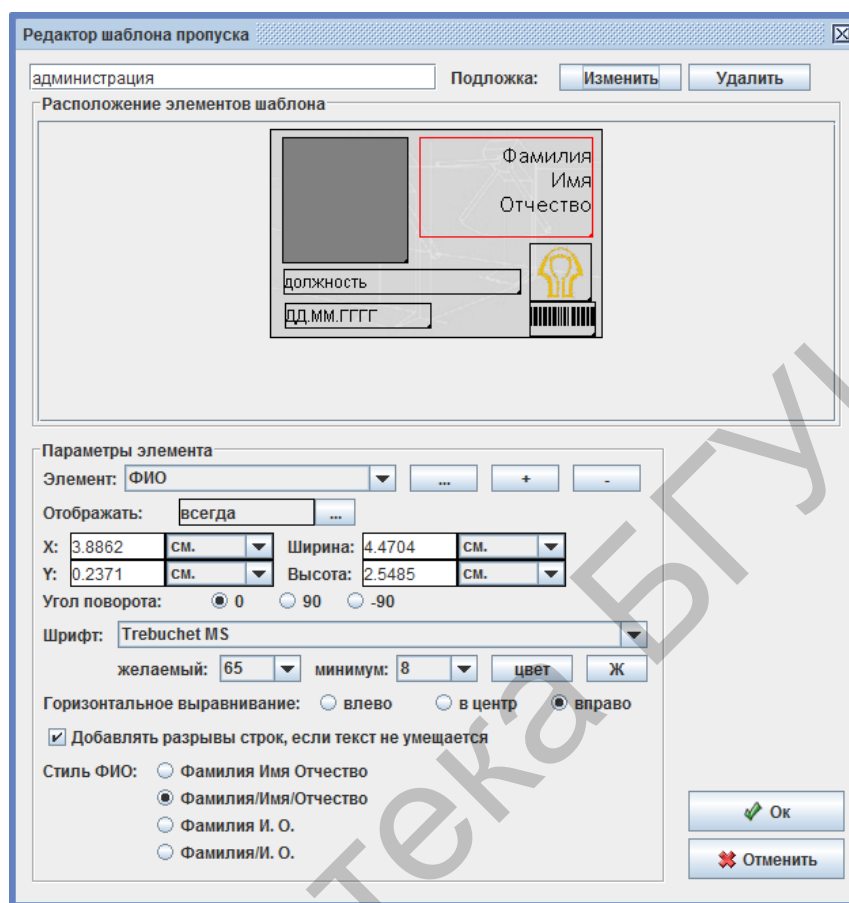 Редактор шаблона пропуска
администрация Подложка: Изменить Удалить
Расположение элементов шаблона
Фамилия
Имя
Отчество
должность
ДД.ММ.ГГГГ
Параметры элемента
Элемент: ФИО ... + -
Отображать: всегда ...
X: 3.8862 см. Ширина: 4.4704 см.
Y: 0.2371 см. Высота: 2.5485 см.
Угол поворота: 0 90 -90
Шрифт: Trebuchet MS
желаемый: 65 минимум: 8 цвет Ж
Горизонтальное выравнивание: влево в центр вправо
Добавлять разрывы строк, если текст не умещается
Стиль ФИО: Фамилия Имя Отчество
Фамилия/Имя/Отчество
Фамилия И. О.
Фамилия/И. О.
Ок
Отменить
тека БГУ